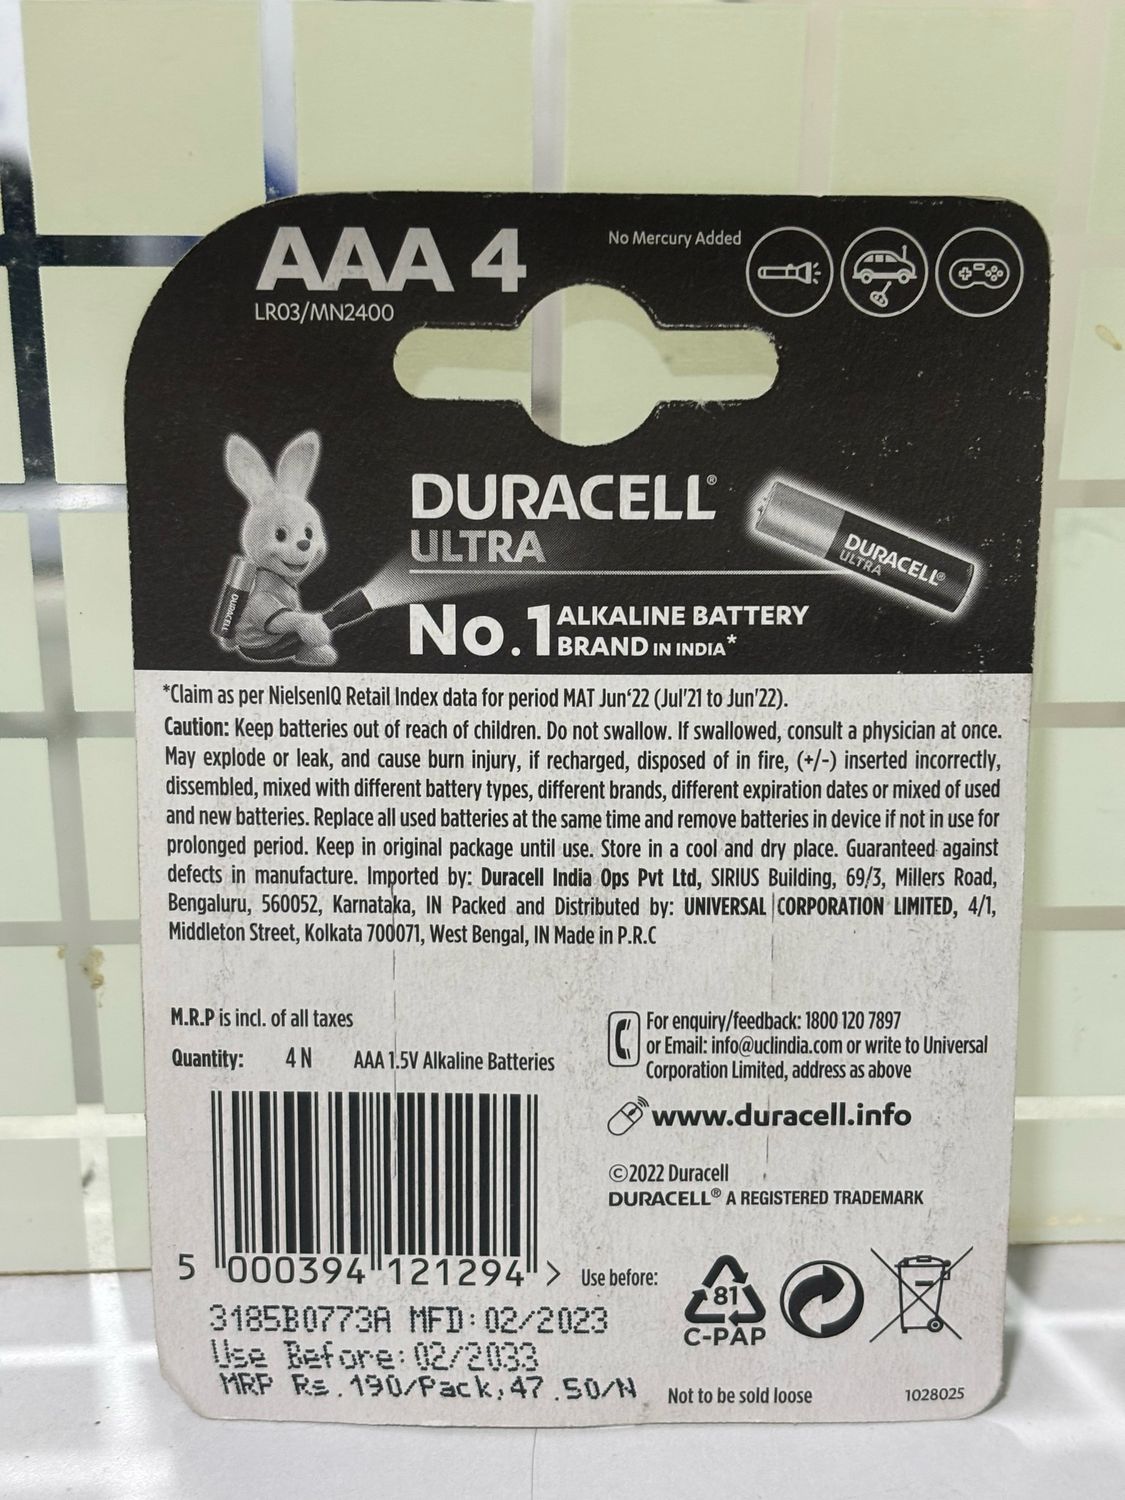 AAA 4
LR03/MN2400
No Mercury Added
DURACELL®
ULTRA
DURACELL®
ULTRA
DURACELL
No.1 ALKALINE BATTERY
BRAND IN INDIA*
*Claim as per NielsenIQ Retail Index data for period MAT Jun‘22 (Jul'21 to Jun'22).
Caution: Keep batteries out of reach of children. Do not swallow. If swallowed, consult a physician at once.
May explode or leak, and cause burn injury, if recharged, disposed of in fire, (+/-) inserted incorrectly,
dissembled, mixed with different battery types, different brands, different expiration dates or mixed of used
and new batteries. Replace all used batteries at the same time and remove batteries in device if not in use for
prolonged period. Keep in original package until use. Store in a cool and dry place. Guaranteed against
defects in manufacture. Imported by: Duracell India Ops Pvt Ltd, SIRIUS Building, 69/3, Millers Road,
Bengaluru, 560052, Karnataka, IN Packed and Distributed by: UNIVERSAL CORPORATION LIMITED, 4/1,
Middleton Street, Kolkata 700071, West Bengal, IN Made in P.R.C
M.R.P is incl. of all taxes
Quantity: 4 N AAA 1.5V Alkaline Batteries
For enquiry/feedback: 1800 120 7897
or Email: info@uclindia.com or write to Universal
Corporation Limited, address as above
www.duracell.info
©2022 Duracell
DURACELL® A REGISTERED TRADEMARK
5 000394 121294 >
Use before:
81
C-PAP
3185B0773A MFD:02/2023
Use Before:02/2033
MRP Rs.190/Pack,47.50/N
Not to be sold loose
1028025